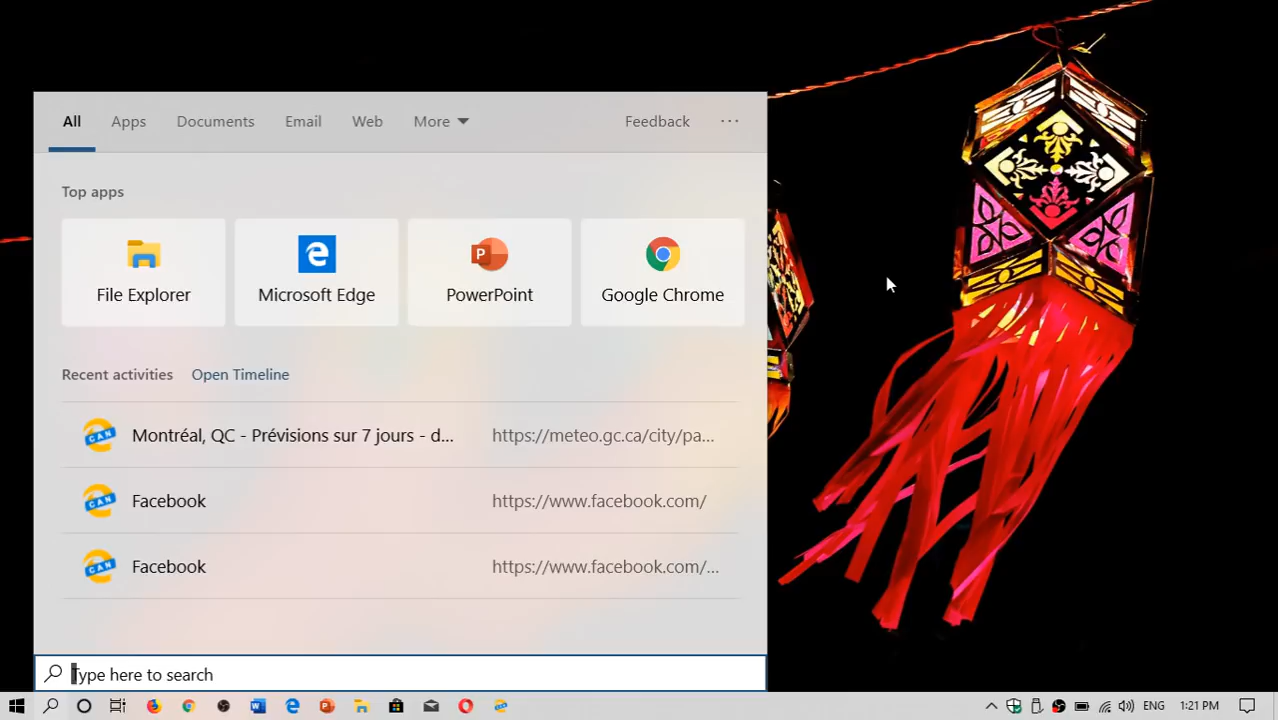 All Apps Documents Email Web More Feedback ...
Top apps
File Explorer Microsoft Edge PowerPoint Google Chrome
Recent activities Open Timeline
Montréal, QC - Prévisions sur 7 jours - d... https://meteo.gc.ca/city/pa...
Facebook https://www.facebook.com/
Facebook https://www.facebook.com/...
Type here to search
ENG 1:21 PM